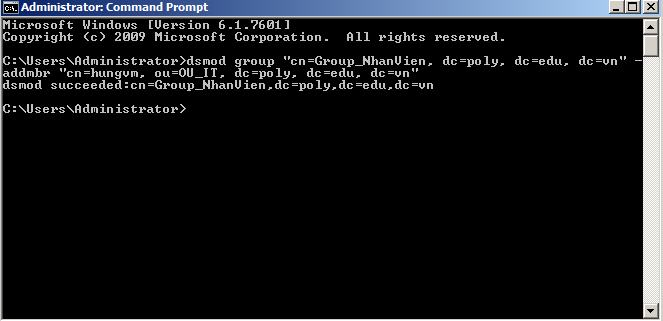 Administrator: Command Prompt
Microsoft Windows [Version 6.1.7601]
Copyright (c) 2009 Microsoft Corporation.  All rights reserved.
C:\Users\Administrator>dsmod group "cn=Group_NhanVien, dc=poly, dc=edu, dc=vn" -
addmbr "cn=hungvm, ou=OU_IT, dc=poly, dc=edu, dc=vn"
dsmod succeeded:cn=Group_NhanVien,dc=poly,dc=edu,dc=vn
C:\Users\Administrator>